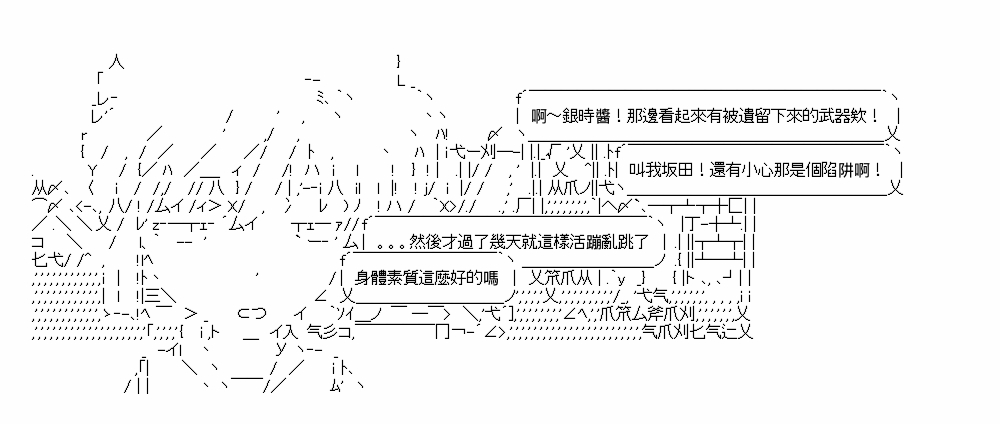 啊～銀時醬！那邊看起來有被遺留下來的武器欸！
叫我坂田！還有小心那是個陷阱啊！
。。。然後才過了幾天就這樣活蹦亂跳了
身體素質這麼好的嗎